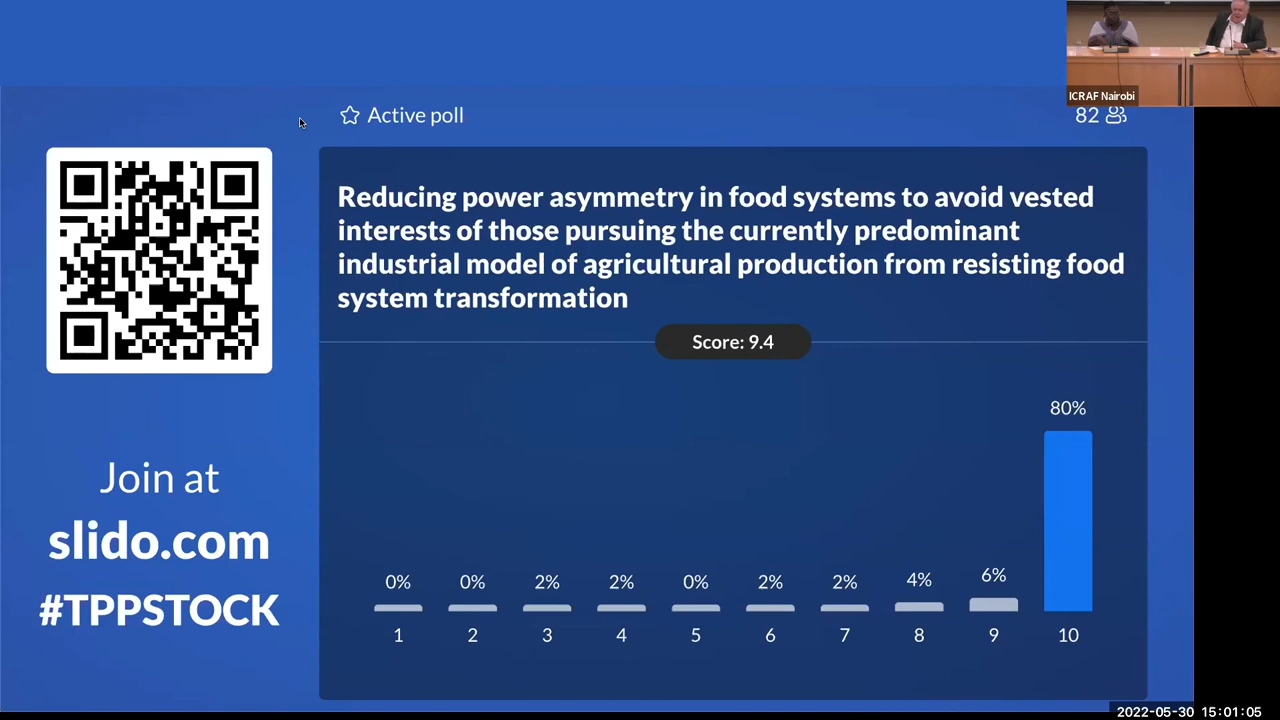 ICRAF Nairobi
Active poll
82
Reducing power asymmetry in food systems to avoid vested
interests of those pursuing the currently predominant
industrial model of agricultural production from resisting food
system transformation
Score: 9.4
80%
0%
0%
2%
2%
0%
2%
2%
4%
6%
1
2
3
4
5
6
7
8
9
10
Join at
slido.com
#TPPSTOCK
2022-05-30 15:01:05